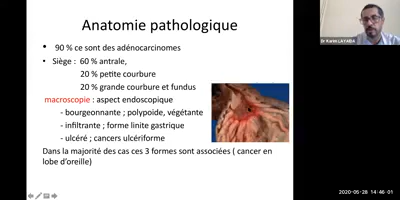 Anatomie pathologique
• 90 % ce sont des adénocarcinomes
• Siège : 60 % antrale,
20 % petite courbure
20 % grande courbure et fundus
macroscopie : aspect endoscopique
- bourgeonnante ; polypoide, végétante
- infiltrante ; forme linite gastrique
- ulcéré ; cancers ulcériforme
Dans la majorité des cas ces 3 formes sont associées ( cancer en
lobe d'oreille)
Dr Karim LAYAIDA
2020-05-28 14:46:01